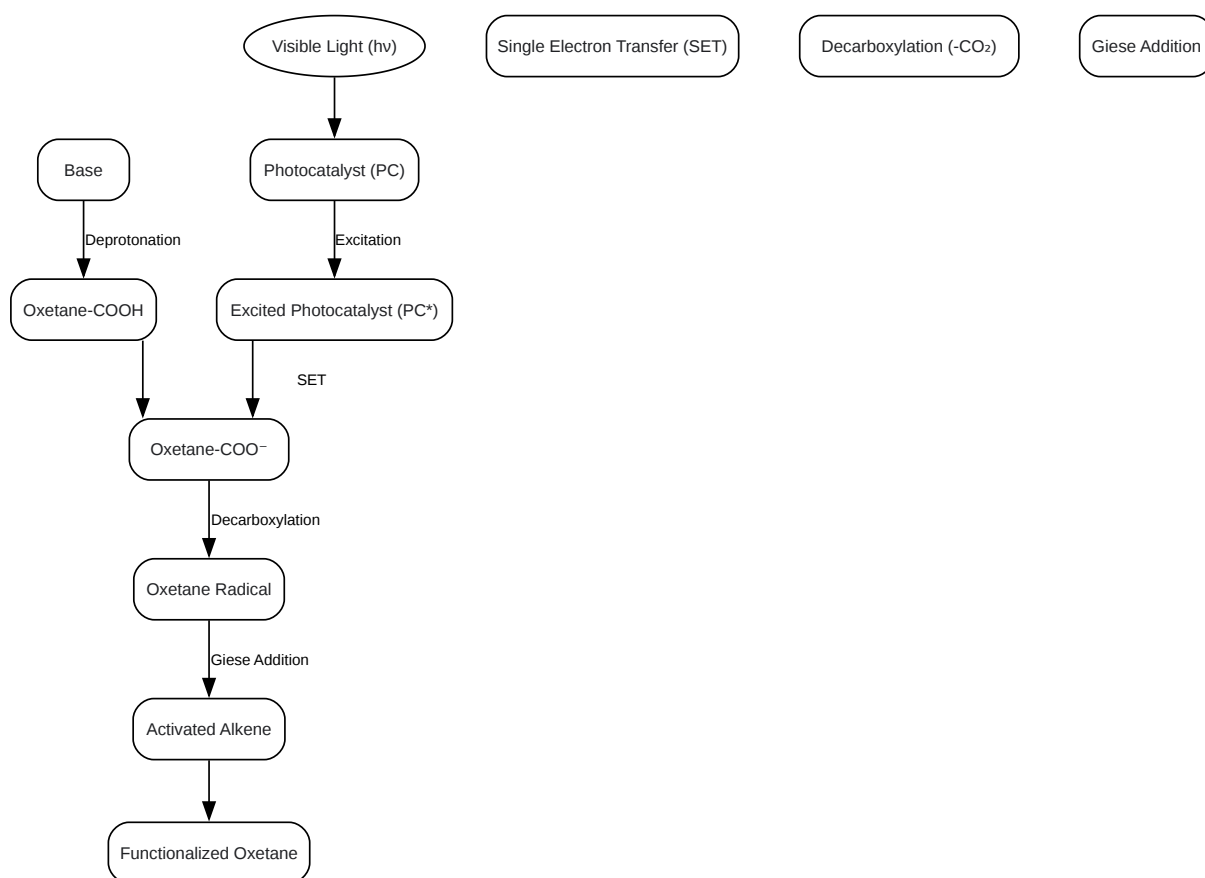 Visible Light (hν)
Single Electron Transfer (SET)
Decarboxylation (-CO₂)
Giese Addition
Base
Photocatalyst (PC)
Deprotonation
Excitation
Oxetane-COOH
Excited Photocatalyst (PC*)
SET
Oxetane-COO⁻
Decarboxylation
Oxetane Radical
Giese Addition
Activated Alkene
Functionalized Oxetane